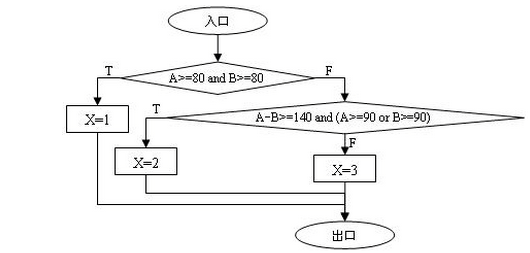 入口
A>=80 and B>=80
T
F
X=1
T
A-B>=140 and (A>=90 or B>=90)
F
X=2
X=3
出口